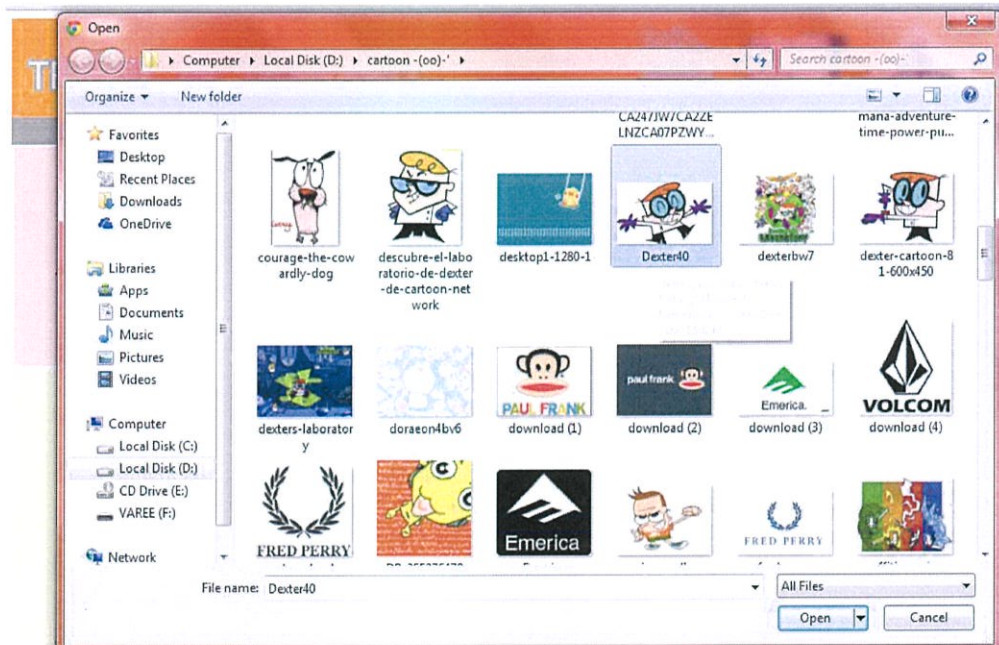 Open
Computer ▸ Local Disk (D:) ▸ cartoon -(oo)-' ▸
Search cartoon -(oo)-'
Organize
New folder
Favorites
Desktop
Recent Places
Downloads
OneDrive
Libraries
Apps
Documents
Music
Pictures
Videos
Computer
Local Disk (C:)
Local Disk (D:)
CD Drive (E:)
VAREE (F:)
Network
CA247JW7CA2ZE
LNZCA07PZWY...
mana-adventure-
time-power-pu...
courage-the-cow
ardly-dog
descubre-el-labo
ratorio-de-dexter
-de-cartoon-net
work
desktop1-1280-1
Dexter40
dexterbw7
dexter-cartoon-8
1-600x450
PAUL FRANK
paul frank
Emerica.
VOLCOM
dexters-laborator
y
doraeon4bv6
download (1)
download (2)
download (3)
download (4)
FRED PERRY
Emerica
FRED PERRY
File name: Dexter40
All Files
Open
Cancel